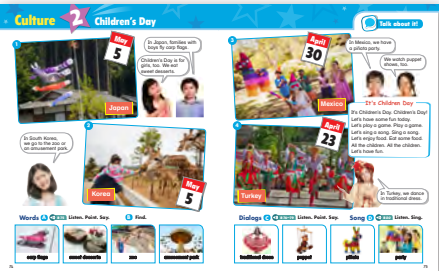 Culture 2 Children's Day
Talk about it!
1
May
5
Japan
In Japan, families with
boys fly carp flags.
Children's Day is for
girls, too. We eat
sweet desserts.
In South Korea,
we go to the zoo or
an amusement park.
2
Korea
May
5
3
April
30
Mexico
In Mexico, we have
a piñata party.
We watch puppet
shows, too.
4
April
23
Turkey
It's Children Day
It's Children's Day. Children's Day!
Let's have some fun today.
Let's play a game. Play a game.
Let's sing a song. Sing a song.
Let's enjoy food. Eat some food.
All the children. All the children.
Let's have fun.
In Turkey, we dance
in traditional dress.
Words A Listen. Point. Say.
B Find.
carp flags
sweet desserts
zoo
amusement park
Dialogs C Listen. Point. Say.
Song D Listen. Sing.
traditional dress
puppet
piñata
party
74
75